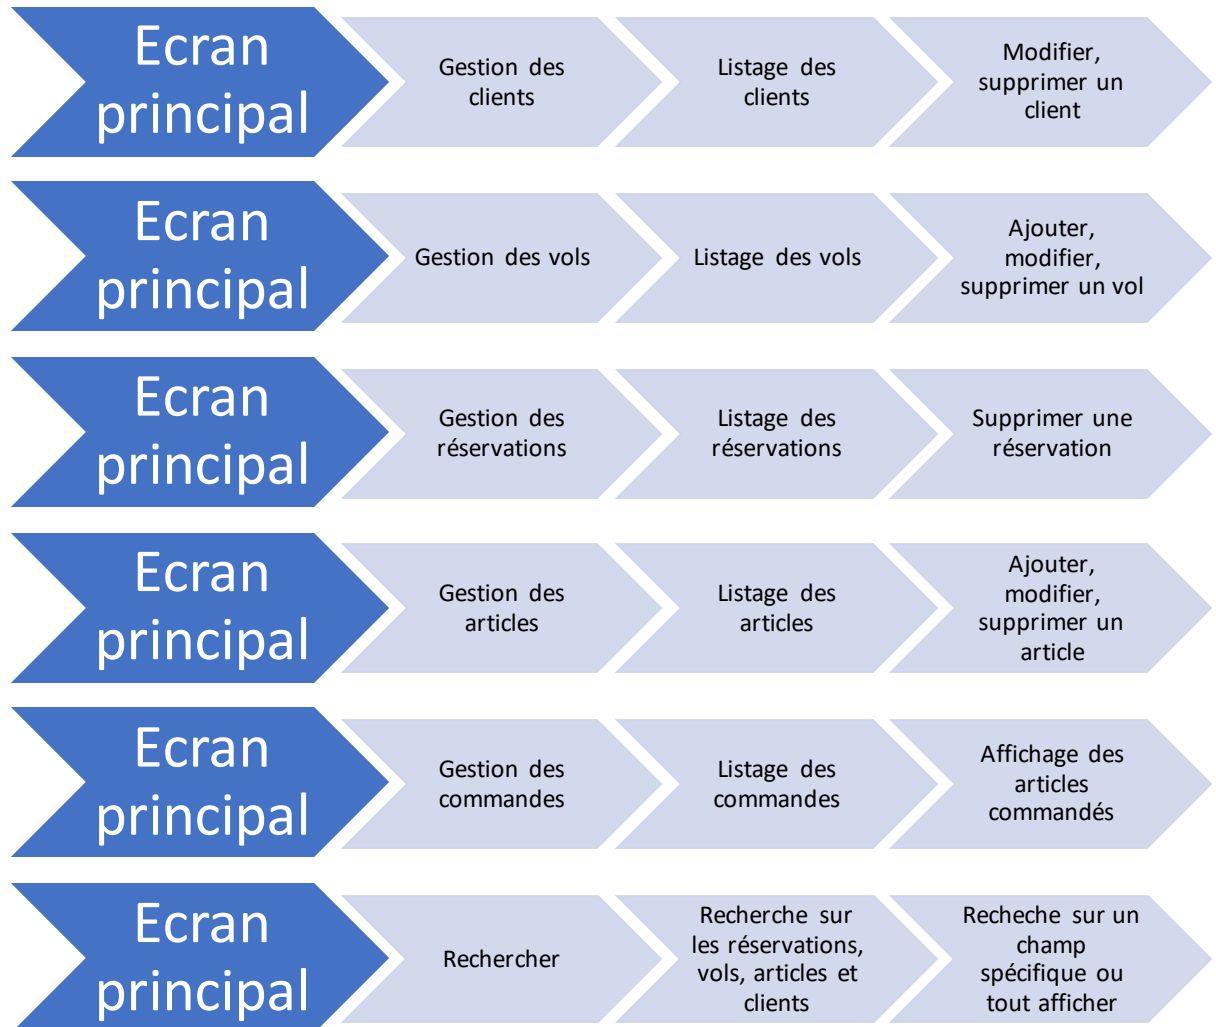 Ecran
principal
Gestion des
clients
Listage des
clients
Modifier,
supprimer un
client
Ecran
principal
Gestion des vols
Listage des vols
Ajouter,
modifier,
supprimer un vol
Ecran
principal
Gestion des
réservations
Listage des
réservations
Supprimer une
réservation
Ecran
principal
Gestion des
articles
Listage des
articles
Ajouter,
modifier,
supprimer un
article
Ecran
principal
Gestion des
commandes
Listage des
commandes
Affichage des
articles
commandés
Ecran
principal
Rechercher
Recherche sur
les réservations,
vols, articles et
clients
Recheche sur un
champ
spécifique ou
tout afficher